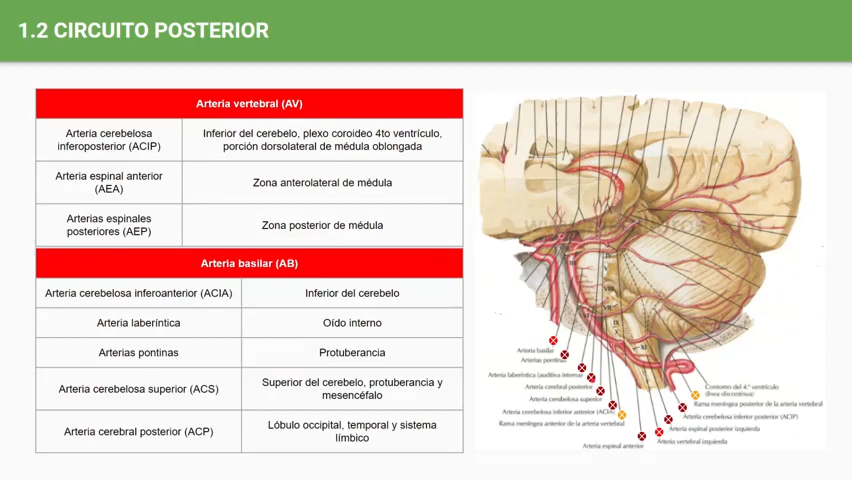 1.2 CIRCUITO POSTERIOR
Arteria vertebral (AV)
Arteria cerebelosa
inferoposterior (ACIP)
Inferior del cerebelo, plexo coroideo 4to ventrículo,
porción dorsolateral de médula oblongada
Arteria espinal anterior
(AEA)
Zona anterolateral de médula
Arterias espinales
posteriores (AEP)
Zona posterior de médula
Arteria basilar (AB)
Arteria cerebelosa inferoanterior (ACIA)
Inferior del cerebelo
Arteria laberíntica
Oído interno
Arterias pontinas
Protuberancia
Arteria cerebelosa superior (ACS)
Superior del cerebelo, protuberancia y
mesencéfalo
Arteria cerebral posterior (ACP)
Lóbulo occipital, temporal y sistema
límbico
III
IV
V
VIII
VII
IX
X
XI
Arteria basilar
Arterias pontinas
Arteria laberíntica (auditiva interna)
Arteria cerebral posterior
Arteria cerebelosa superior
Arteria cerebelosa inferior anterior (ACIA)
Rama meníngea anterior de la arteria vertebral
Arteria espinal anterior
Contorno del 4.º ventrículo
(línea discontinua)
Rama meníngea posterior de la arteria vertebral
Arteria cerebelosa inferior posterior (ACIP)
Arteria espinal posterior izquierda
Arteria vertebral izquierda